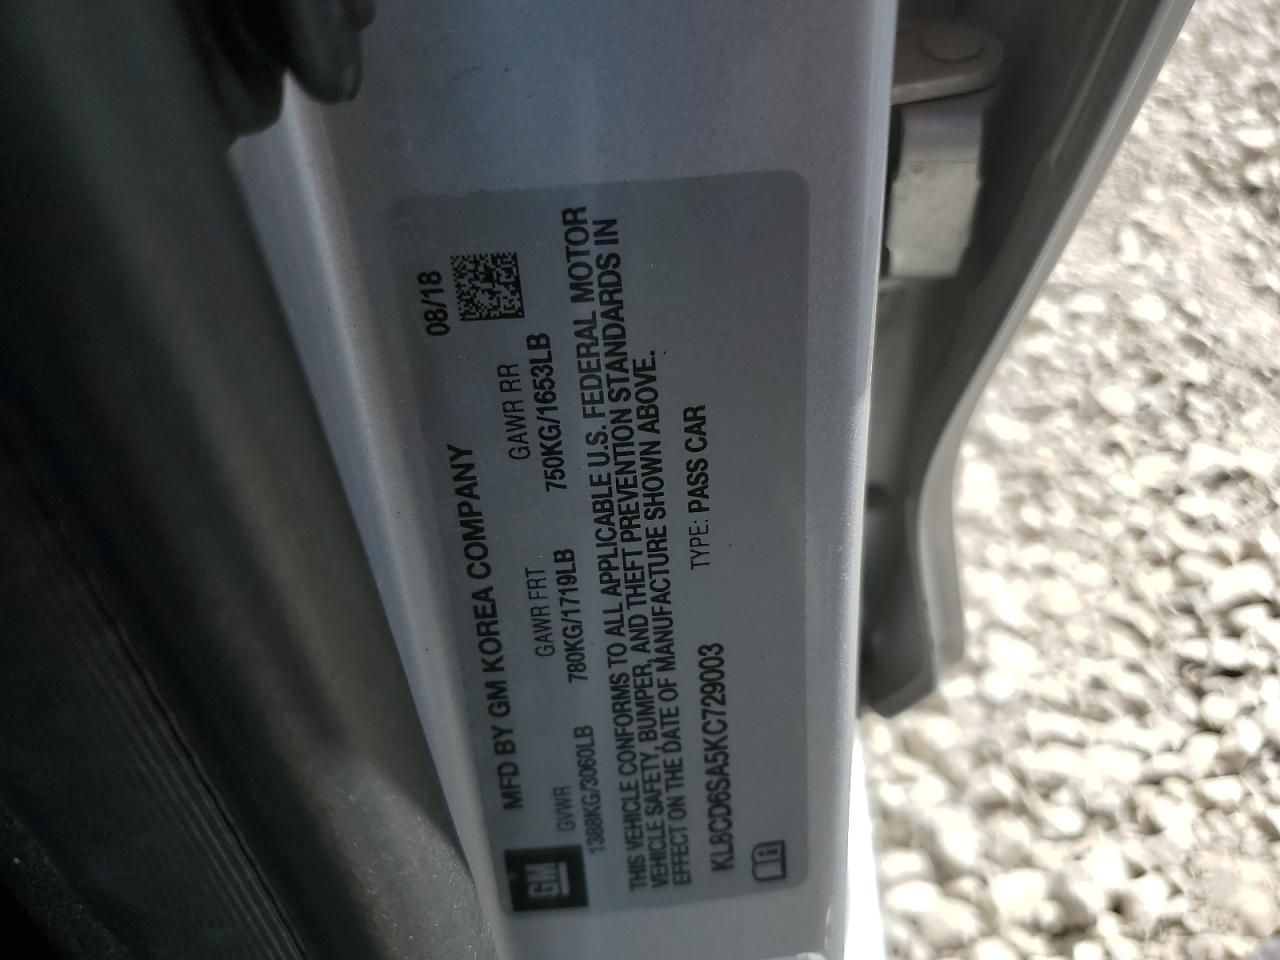 GM
MFD BY GM KOREA COMPANY 08/18
GVWR GAWR FRT GAWR RR
1388KG/3060LB 780KG/1719LB 750KG/1653LB
THIS VEHICLE CONFORMS TO ALL APPLICABLE U.S. FEDERAL MOTOR
VEHICLE SAFETY, BUMPER, AND THEFT PREVENTION STANDARDS IN
EFFECT ON THE DATE OF MANUFACTURE SHOWN ABOVE.
KL8CD6SA5KC729003 TYPE: PASS CAR